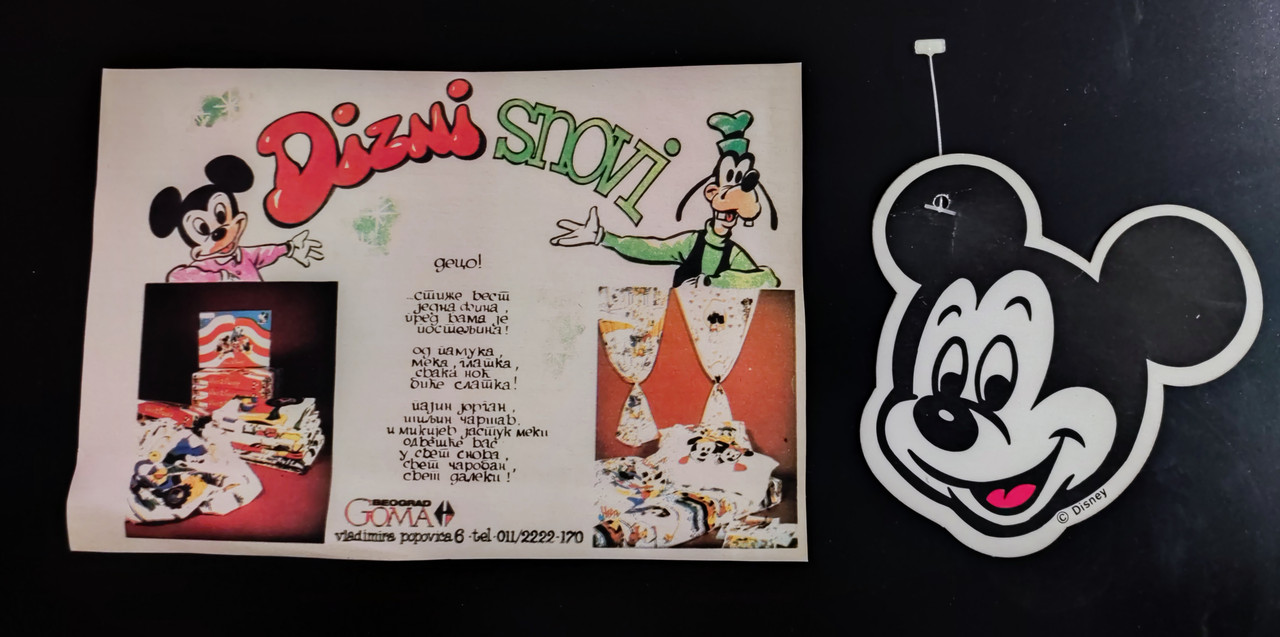 Dizni snovi
децо!
...стиже вест
једна фина,
пред вама је
постељина!
од памука,
мека, глатка,
свака ноћ
биће слатка!
пајин јорган,
шиљин чаршав,
и микијев јастук меки
одвешће вас
у свет снова,
свет чаробан,
свет далеки!
BEOGRAD
GOMA
vladimira popovića 6 - tel. 011/2222-170
© Disney